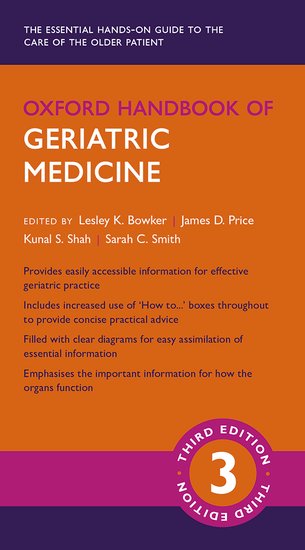 THE ESSENTIAL HANDS-ON GUIDE TO THE
CARE OF THE OLDER PATIENT
OXFORD HANDBOOK OF
GERIATRIC
MEDICINE
EDITED BY Lesley K. Bowker | James D. Price
Kunal S. Shah | Sarah C. Smith
Provides easily accessible information for effective
geriatric practice
Includes increased use of ‘How to...’ boxes throughout
to provide concise practical advice
Filled with clear diagrams for easy assimilation of
essential information
Emphasises the important information for how the
organs function
THIRD EDITION
3
THIRD EDITION